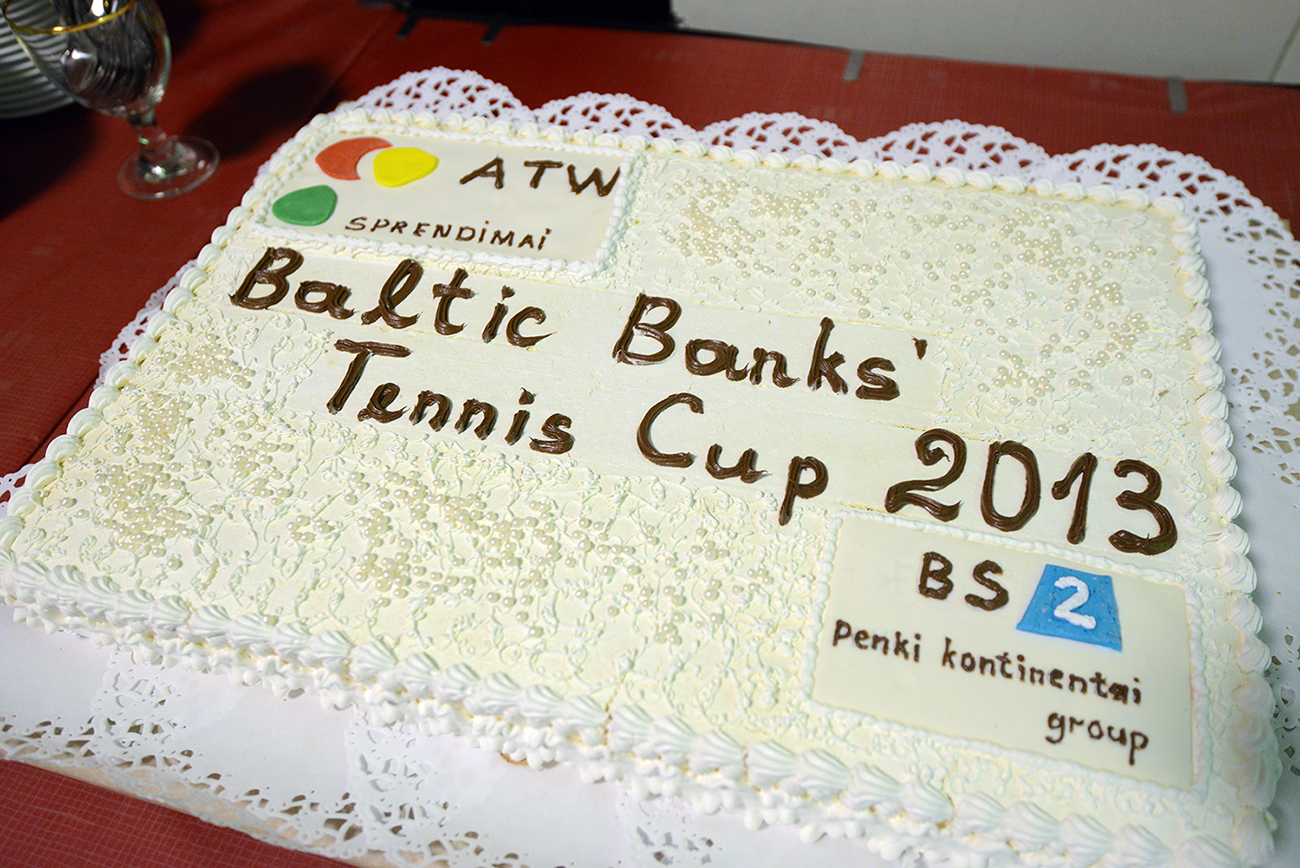 ATW
SPRENDIMAI
Baltic Banks'
Tennis Cup 2013
BS 2
penki kontinentai
group